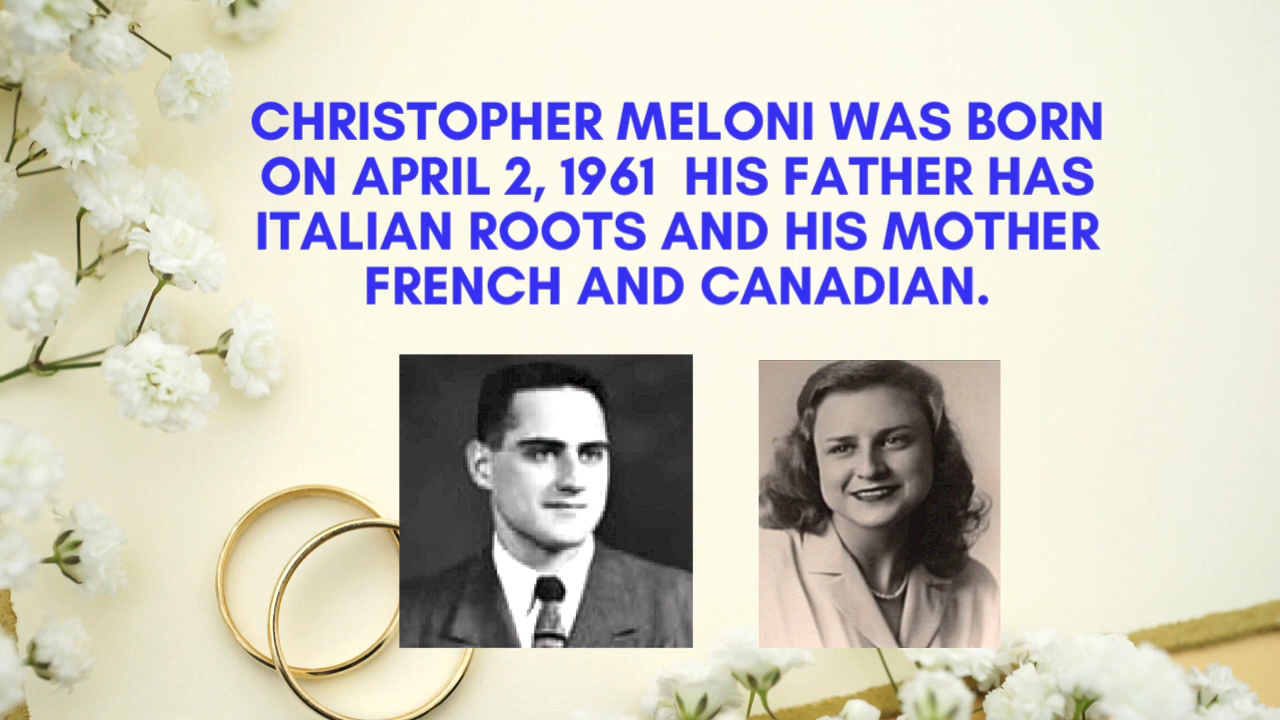 CHRISTOPHER MELONI WAS BORN
ON APRIL 2, 1961  HIS FATHER HAS
ITALIAN ROOTS AND HIS MOTHER
FRENCH AND CANADIAN.